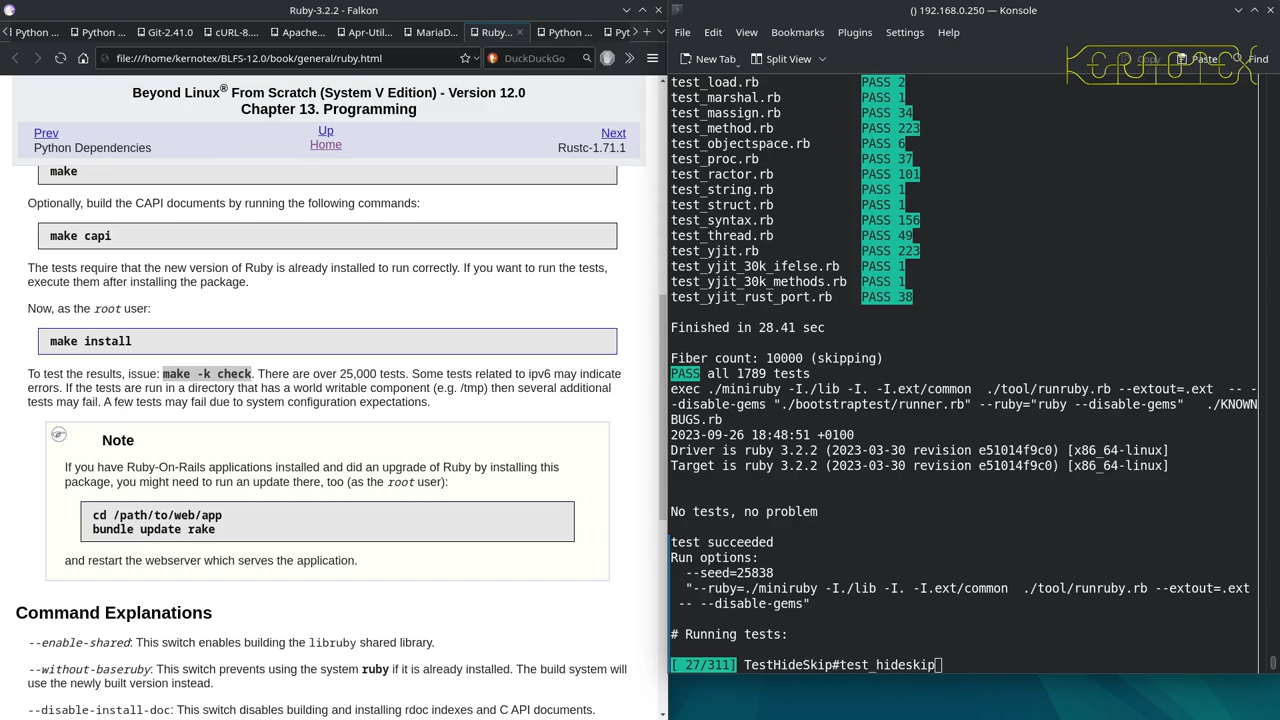 Ruby-3.2.2 - Falkon
Python ...
Python ...
Git-2.41.0
cURL-8....
Apache...
Apr-Util...
MariaD...
Ruby...
Python ...
Pyt
file:///home/kernotex/BLFS-12.0/book/general/ruby.html
DuckDuckGo
Beyond Linux® From Scratch (System V Edition) - Version 12.0
Chapter 13. Programming
Prev
Up
Next
Python Dependencies
Home
Rustc-1.71.1
make
Optionally, build the CAPI documents by running the following commands:
make capi
The tests require that the new version of Ruby is already installed to run correctly. If you want to run the tests,
execute them after installing the package.
Now, as the root user:
make install
To test the results, issue: make -k check. There are over 25,000 tests. Some tests related to ipv6 may indicate
errors. If the tests are run in a directory that has a world writable component (e.g. /tmp) then several additional
tests may fail. A few tests may fail due to system configuration expectations.
Note
If you have Ruby-On-Rails applications installed and did an upgrade of Ruby by installing this
package, you might need to run an update there, too (as the root user):
cd /path/to/web/app
bundle update rake
and restart the webserver which serves the application.
Command Explanations
--enable-shared: This switch enables building the libruby shared library.
--without-baseruby: This switch prevents using the system ruby if it is already installed. The build system will
use the newly built version instead.
--disable-install-doc: This switch disables building and installing rdoc indexes and C API documents.
() 192.168.0.250 — Konsole
File Edit View Bookmarks Plugins Settings Help
New Tab
Split View
Copy
Paste
Find
KERNOTEX
test_load.rb PASS 2
test_marshal.rb PASS 1
test_massign.rb PASS 34
test_method.rb PASS 223
test_objectspace.rb PASS 6
test_proc.rb PASS 37
test_ractor.rb PASS 101
test_string.rb PASS 1
test_struct.rb PASS 1
test_syntax.rb PASS 156
test_thread.rb PASS 49
test_yjit.rb PASS 223
test_yjit_30k_ifelse.rb PASS 1
test_yjit_30k_methods.rb PASS 1
test_yjit_rust_port.rb PASS 38
Finished in 28.41 sec
Fiber count: 10000 (skipping)
PASS all 1789 tests
exec ./miniruby -I./lib -I. -I.ext/common  ./tool/runruby.rb --extout=.ext  -- -
-disable-gems "./bootstraptest/runner.rb" --ruby="ruby --disable-gems"   ./KNOWN
BUGS.rb
2023-09-26 18:48:51 +0100
Driver is ruby 3.2.2 (2023-03-30 revision e51014f9c0) [x86_64-linux]
Target is ruby 3.2.2 (2023-03-30 revision e51014f9c0) [x86_64-linux]
No tests, no problem
test succeeded
Run options:
--seed=25838
"--ruby=./miniruby -I./lib -I. -I.ext/common  ./tool/runruby.rb --extout=.ext
-- --disable-gems"
# Running tests:
[ 27/311] TestHideSkip#test_hideskip